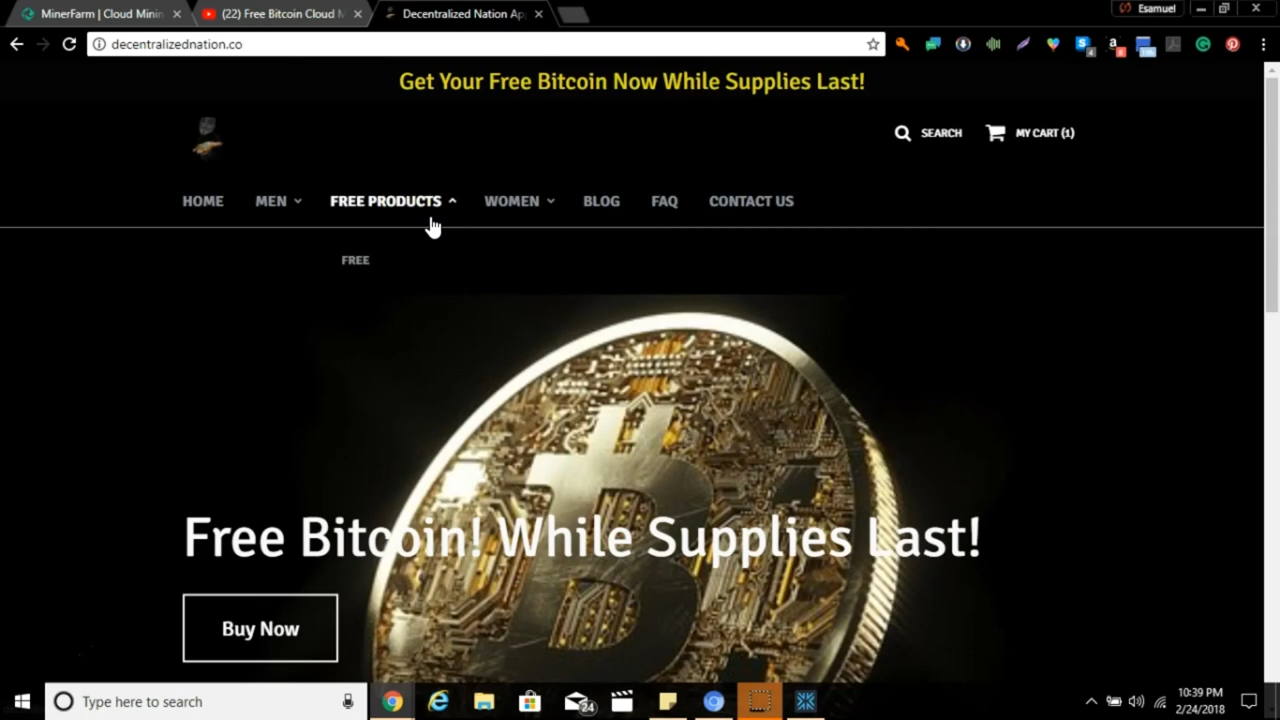 MinerFarm | Cloud Minin
(22) Free Bitcoin Cloud M
Decentralized Nation Ap
Esamuel
decentralizednation.co
Get Your Free Bitcoin Now While Supplies Last!
SEARCH
MY CART (1)
HOME
MEN
FREE PRODUCTS
WOMEN
BLOG
FAQ
CONTACT US
FREE
Free Bitcoin! While Supplies Last!
Buy Now
Type here to search
24
10:39 PM
2/24/2018